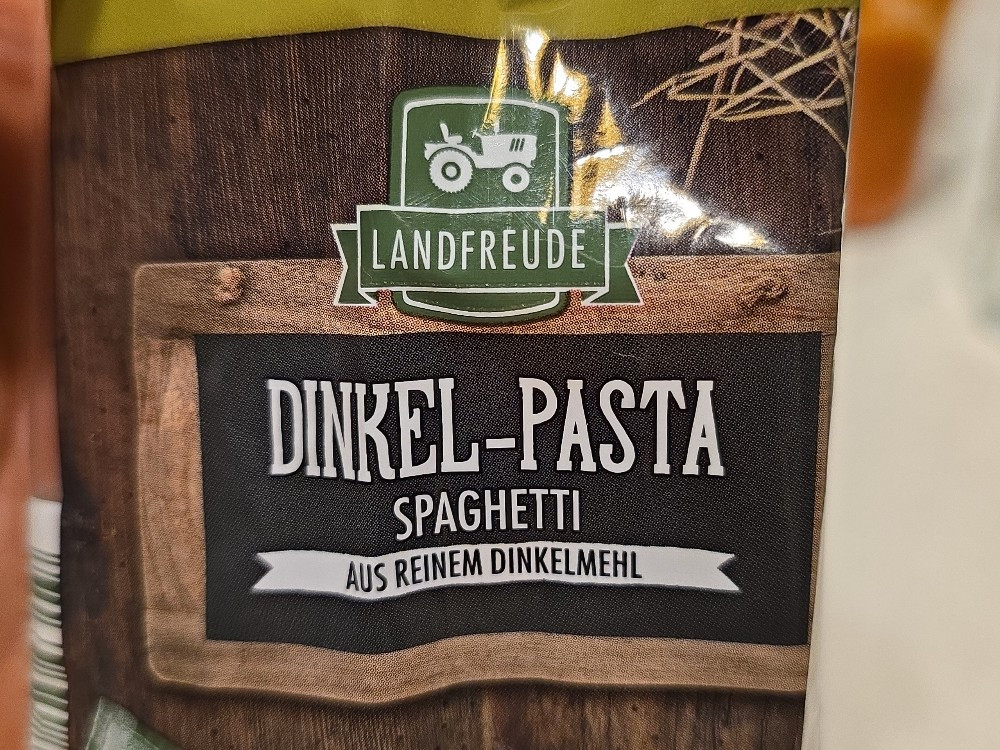 LANDFREUDE
DINKEL-PASTA
SPAGHETTI
AUS REINEM DINKELMEHL